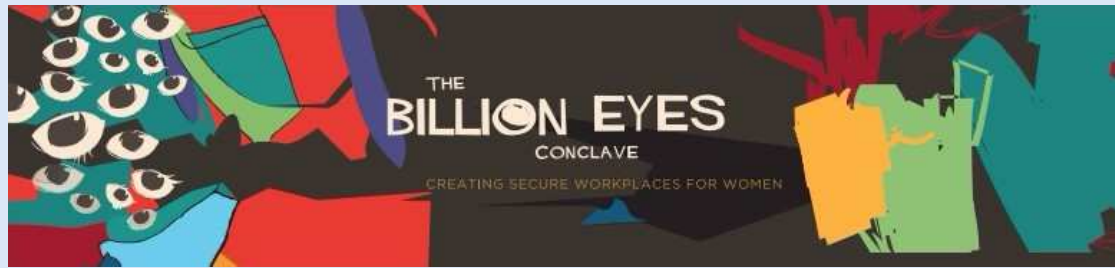 THE
BILLION EYES
CONCLAVE
CREATING SECURE WORKPLACES FOR WOMEN